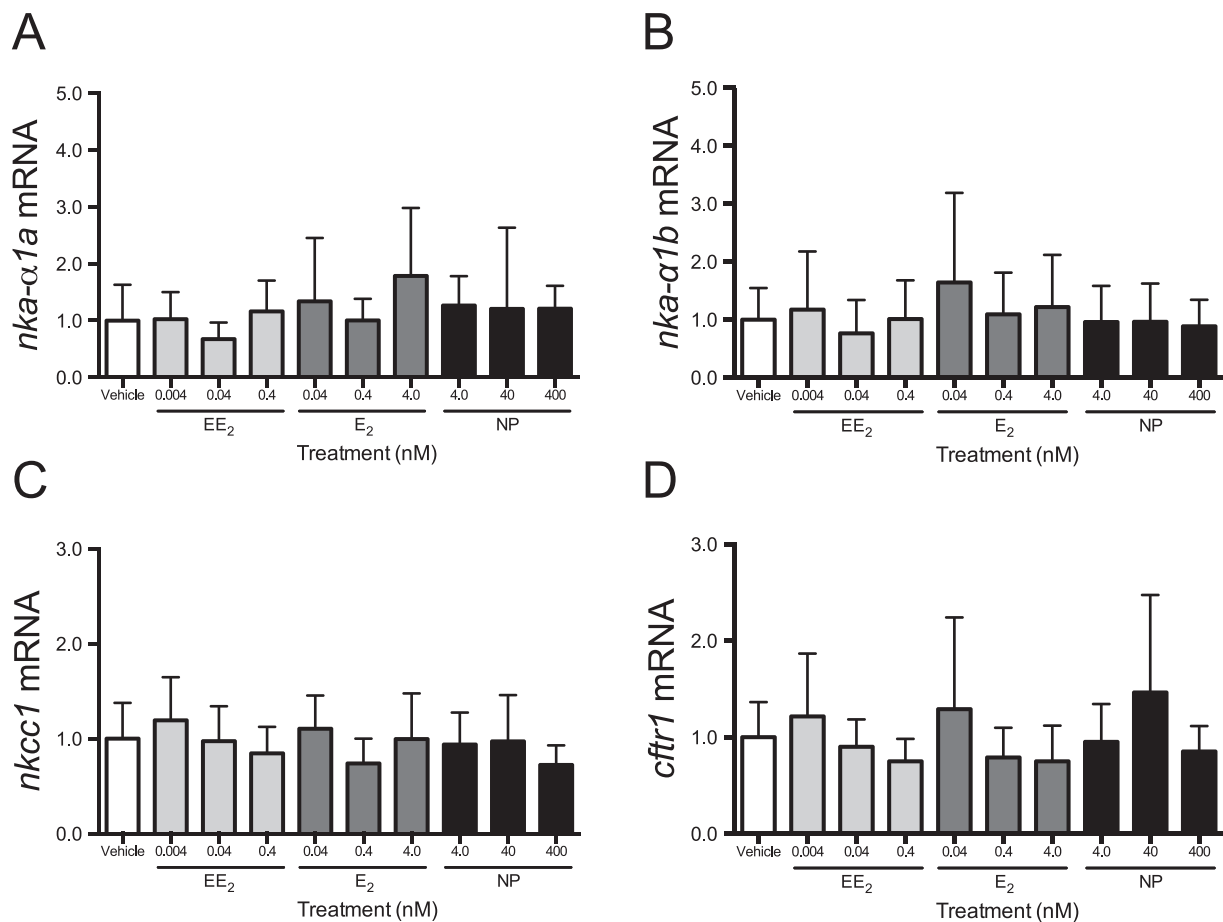 A
nka-α1a mRNA
5.0
4.0
3.0
2.0
1.0
0.0
Vehicle 0.004 0.04 0.4 0.04 0.4 4.0 4.0 40 400
EE₂ E₂ NP
Treatment (nM)
B
nka-α1b mRNA
5.0
4.0
3.0
2.0
1.0
0.0
Vehicle 0.004 0.04 0.4 0.04 0.4 4.0 4.0 40 400
EE₂ E₂ NP
Treatment (nM)
C
nkcc1 mRNA
3.0
2.0
1.0
0.0
Vehicle 0.004 0.04 0.4 0.04 0.4 4.0 4.0 40 400
EE₂ E₂ NP
Treatment (nM)
D
cftr1 mRNA
3.0
2.0
1.0
0.0
Vehicle 0.004 0.04 0.4 0.04 0.4 4.0 4.0 40 400
EE₂ E₂ NP
Treatment (nM)